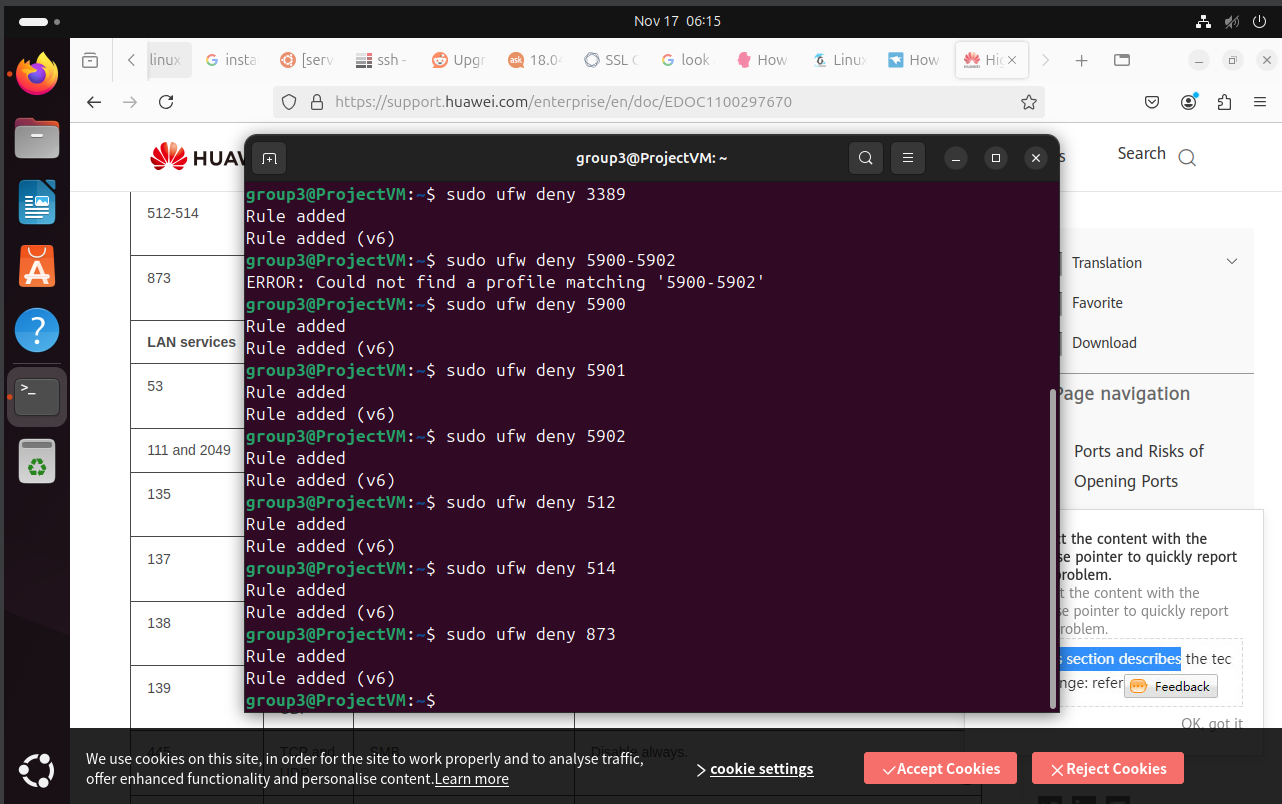 Nov 17 06:15
linux
insta
[serv
ssh -
Upgr
18.04
SSL C
look
How
Linux
How
Hi
https://support.huawei.com/enterprise/en/doc/EDOC1100297670
Search
group3@ProjectVM: ~
512-514
873
LAN services
53
111 and 2049
135
137
138
139
group3@ProjectVM:~$ sudo ufw deny 3389
Rule added
Rule added (v6)
group3@ProjectVM:~$ sudo ufw deny 5900-5902
ERROR: Could not find a profile matching '5900-5902'
group3@ProjectVM:~$ sudo ufw deny 5900
Rule added
Rule added (v6)
group3@ProjectVM:~$ sudo ufw deny 5901
Rule added
Rule added (v6)
group3@ProjectVM:~$ sudo ufw deny 5902
Rule added
Rule added (v6)
group3@ProjectVM:~$ sudo ufw deny 512
Rule added
Rule added (v6)
group3@ProjectVM:~$ sudo ufw deny 514
Rule added
Rule added (v6)
group3@ProjectVM:~$ sudo ufw deny 873
Rule added
Rule added (v6)
group3@ProjectVM:~$
Translation
Favorite
Download
Page navigation
Ports and Risks of
Opening Ports
the content with the
pointer to quickly report
problem.
the content with the
pointer to quickly report
problem.
section describes the tec
refer
Feedback
OK, got it
445 TCP and SMB Disable always.
We use cookies on this site, in order for the site to work properly and to analyse traffic,
offer enhanced functionality and personalise content.Learn more
cookie settings
Accept Cookies
Reject Cookies